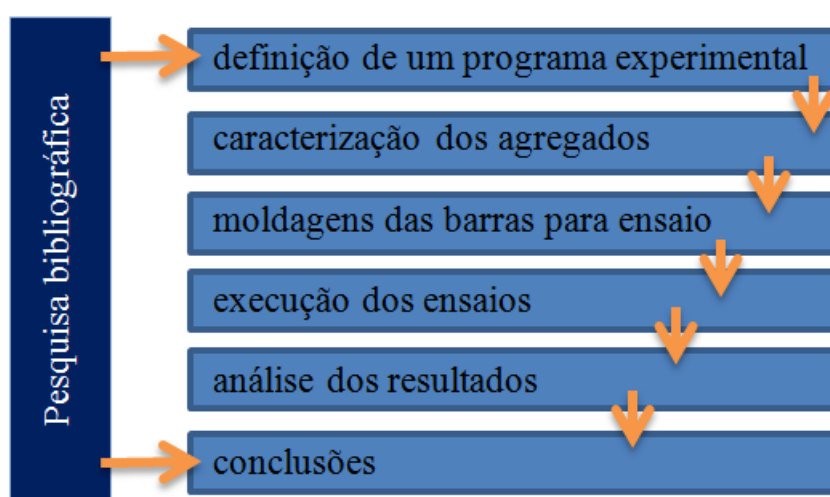 Pesquisa bibliográfica
definição de um programa experimental
caracterização dos agregados
moldagens das barras para ensaio
execução dos ensaios
análise dos resultados
conclusões